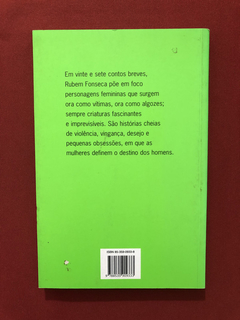 Em vinte e sete contos breves,
Rubem Fonseca põe em foco
personagens femininas que surgem
ora como vítimas, ora como algozes;
sempre criaturas fascinantes
e imprevisíveis. São histórias cheias
de violência, vingança, desejo e
pequenas obsessões, em que as
mulheres definem o destino dos homens.